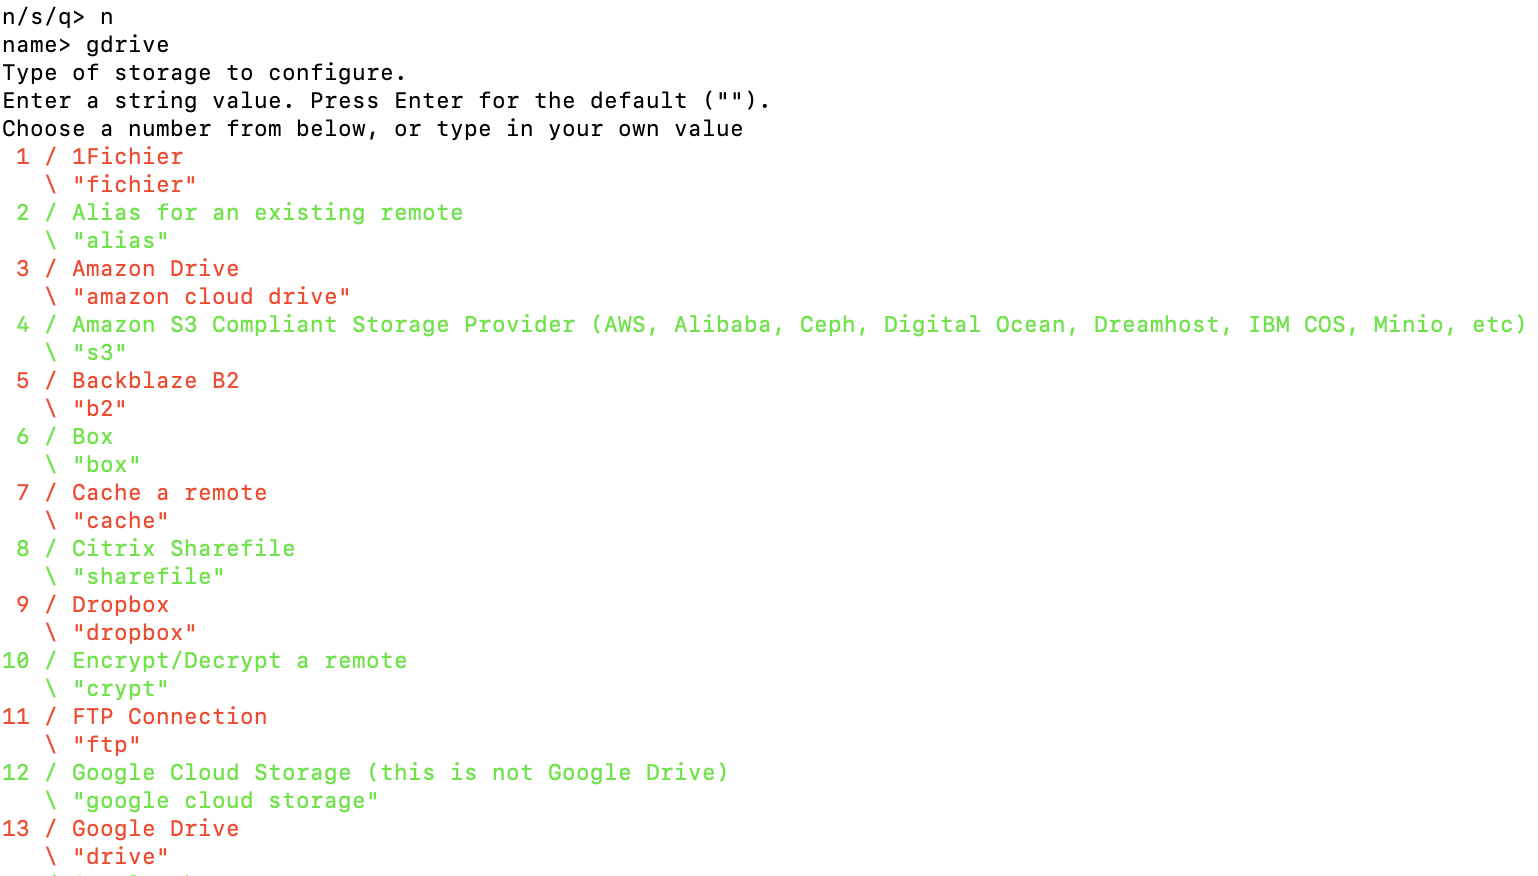 n/s/q> n
name> gdrive
Type of storage to configure.
Enter a string value. Press Enter for the default ("").
Choose a number from below, or type in your own value
 1 / 1Fichier
   \ "fichier"
 2 / Alias for an existing remote
   \ "alias"
 3 / Amazon Drive
   \ "amazon cloud drive"
 4 / Amazon S3 Compliant Storage Provider (AWS, Alibaba, Ceph, Digital Ocean, Dreamhost, IBM COS, Minio, etc)
   \ "s3"
 5 / Backblaze B2
   \ "b2"
 6 / Box
   \ "box"
 7 / Cache a remote
   \ "cache"
 8 / Citrix Sharefile
   \ "sharefile"
 9 / Dropbox
   \ "dropbox"
10 / Encrypt/Decrypt a remote
   \ "crypt"
11 / FTP Connection
   \ "ftp"
12 / Google Cloud Storage (this is not Google Drive)
   \ "google cloud storage"
13 / Google Drive
   \ "drive"